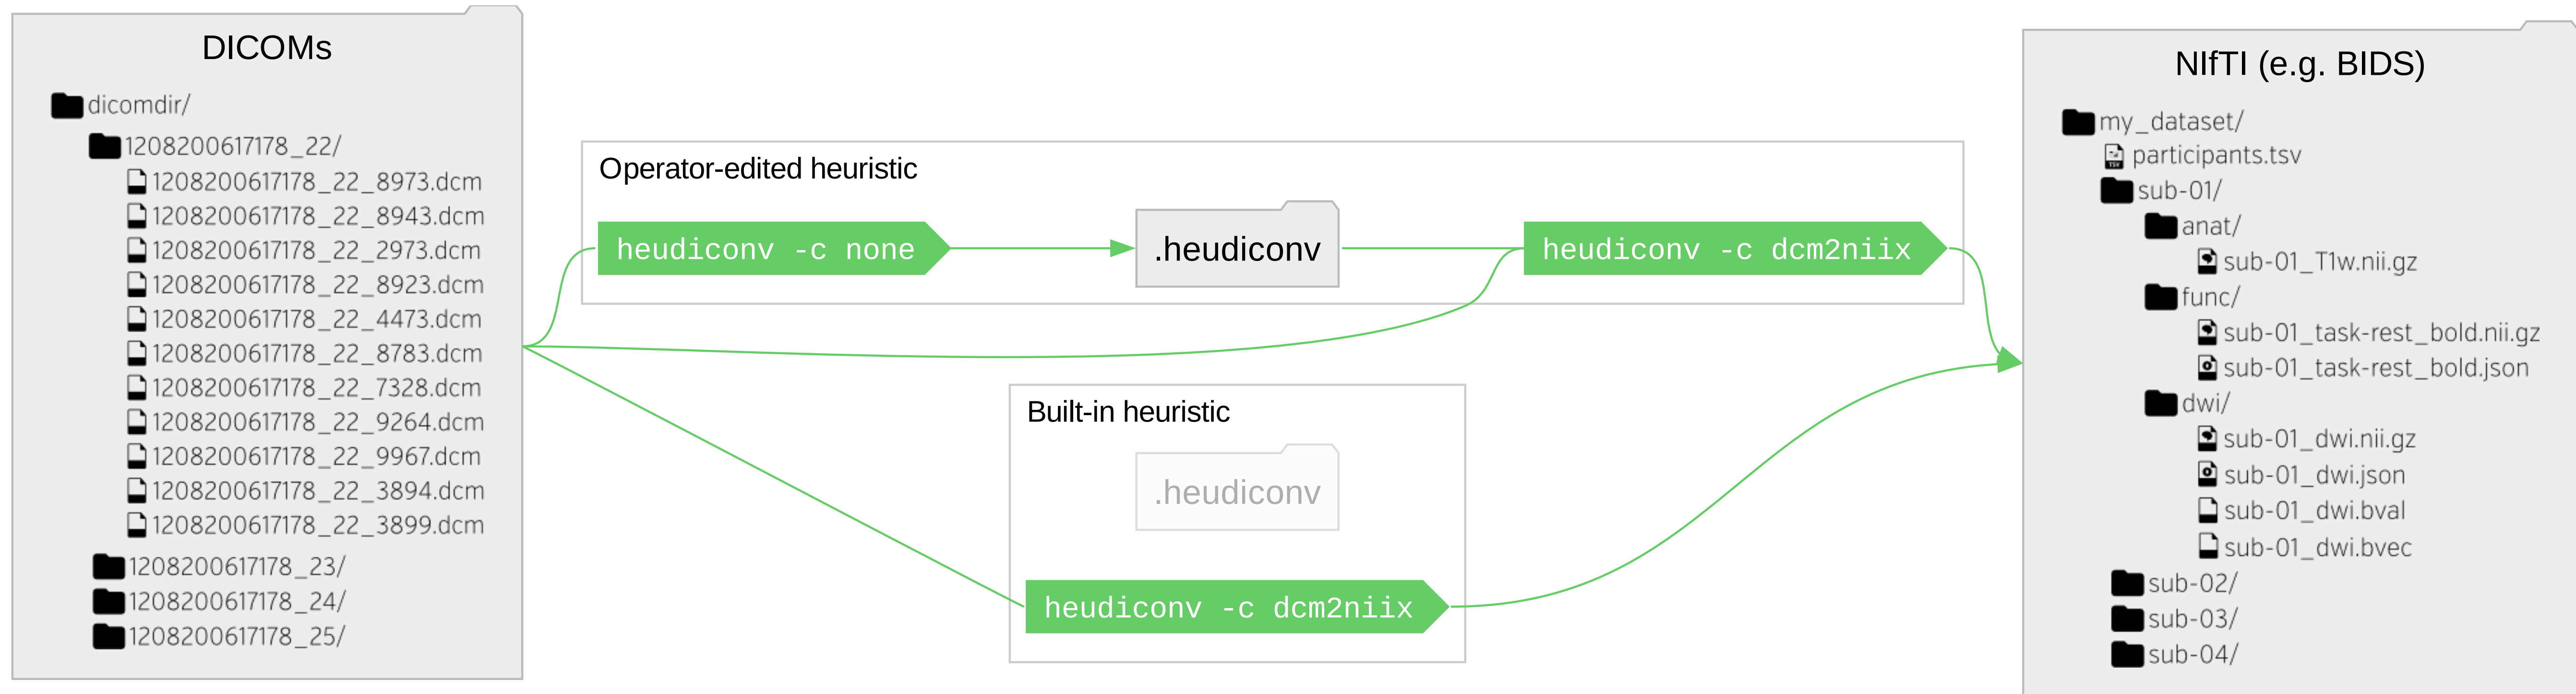 DICOMs
dicomdir/
1208200617178_22/
1208200617178_22_8973.dcm
1208200617178_22_8943.dcm
1208200617178_22_2973.dcm
1208200617178_22_8923.dcm
1208200617178_22_4473.dcm
1208200617178_22_8783.dcm
1208200617178_22_7328.dcm
1208200617178_22_9264.dcm
1208200617178_22_9967.dcm
1208200617178_22_3894.dcm
1208200617178_22_3899.dcm
1208200617178_23/
1208200617178_24/
1208200617178_25/
Operator-edited heuristic
heudiconv -c none
.heudiconv
heudiconv -c dcm2niix
Built-in heuristic
.heudiconv
heudiconv -c dcm2niix
NIfTI (e.g. BIDS)
my_dataset/
participants.tsv
sub-01/
anat/
sub-01_T1w.nii.gz
func/
sub-01_task-rest_bold.nii.gz
sub-01_task-rest_bold.json
dwi/
sub-01_dwi.nii.gz
sub-01_dwi.json
sub-01_dwi.bval
sub-01_dwi.bvec
sub-02/
sub-03/
sub-04/